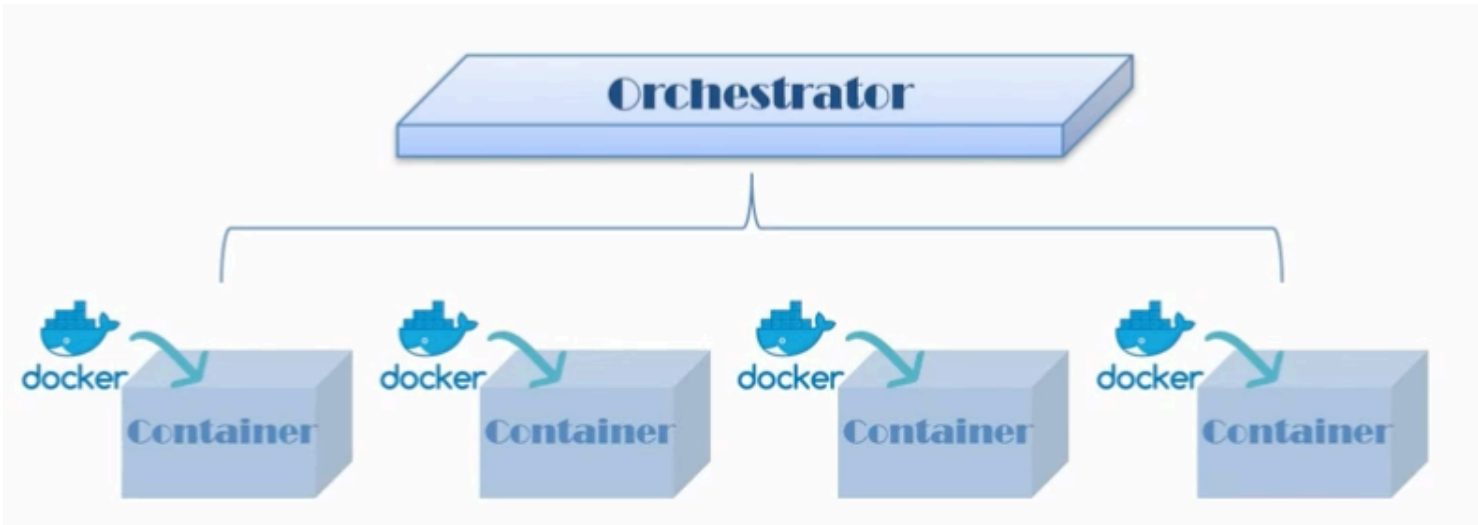 Orchestrator
docker
docker
docker
docker
Container
Container
Container
Container